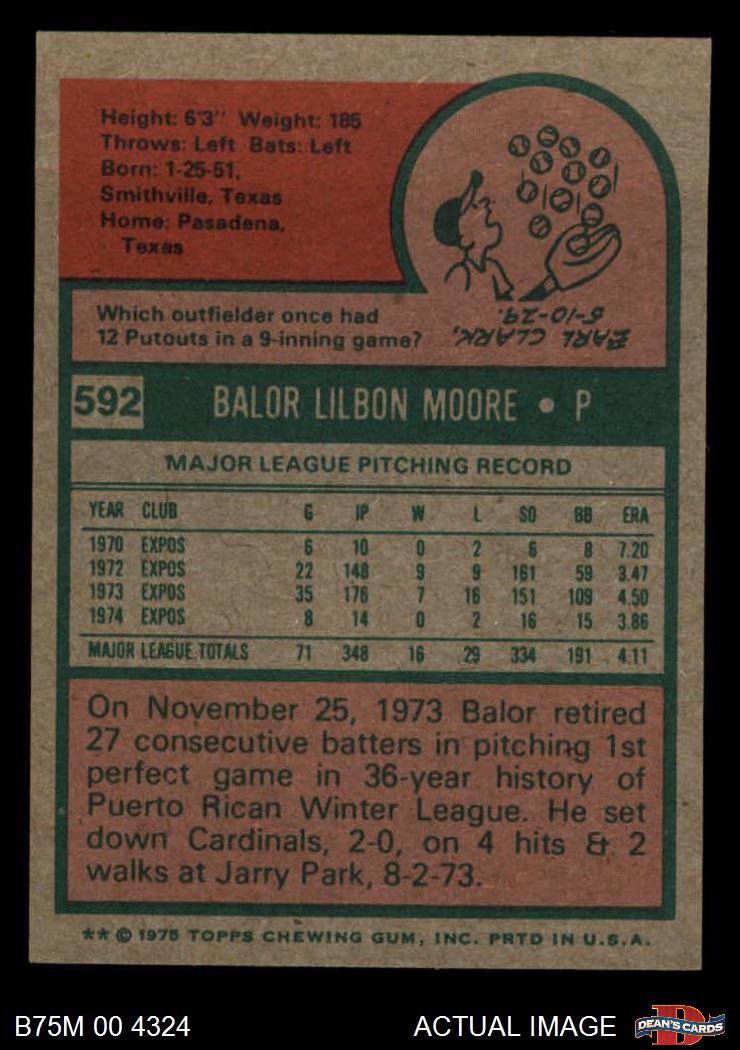 Height: 6'3" Weight: 185
Throws: Left Bats: Left
Born: 1-25-51,
Smithville, Texas
Home: Pasadena,
Texas
Which outfielder once had
12 Putouts in a 9-inning game?
EARL CLARK,
5-10-29.
592 BALOR LILBON MOORE • P
MAJOR LEAGUE PITCHING RECORD
YEAR CLUB G IP W L SO BB ERA
1970 EXPOS 6 10 0 2 6 8 7.20
1972 EXPOS 22 148 9 9 161 59 3.47
1973 EXPOS 35 176 7 16 151 109 4.50
1974 EXPOS 8 14 0 2 16 15 3.86
MAJOR LEAGUE TOTALS 71 348 16 29 334 191 4.11
On November 25, 1973 Balor retired
27 consecutive batters in pitching 1st
perfect game in 36-year history of
Puerto Rican Winter League. He set
down Cardinals, 2-0, on 4 hits & 2
walks at Jarry Park, 8-2-73.
** © 1975 TOPPS CHEWING GUM, INC. PRTD IN U.S.A.
B75M 00 4324 ACTUAL IMAGE
D
DEAN'S CARDS